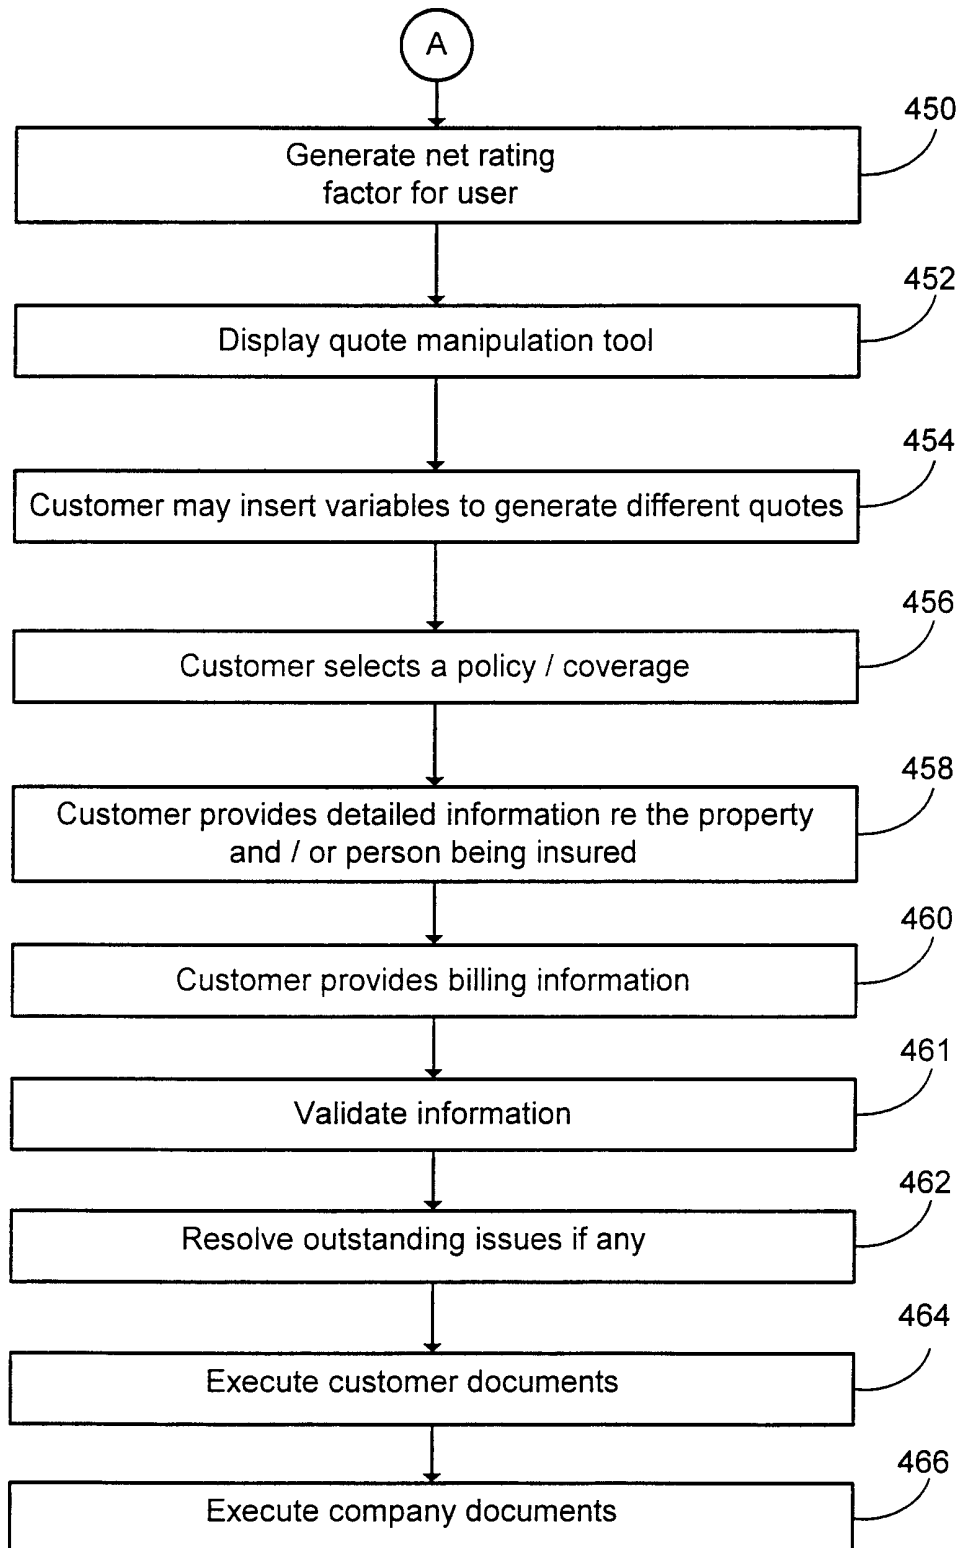 A
450
Generate net rating
factor for user
452
Display quote manipulation tool
454
Customer may insert variables to generate different quotes
456
Customer selects a policy / coverage
458
Customer provides detailed information re the property
and / or person being insured
460
Customer provides billing information
461
Validate information
462
Resolve outstanding issues if any
464
Execute customer documents
466
Execute company documents